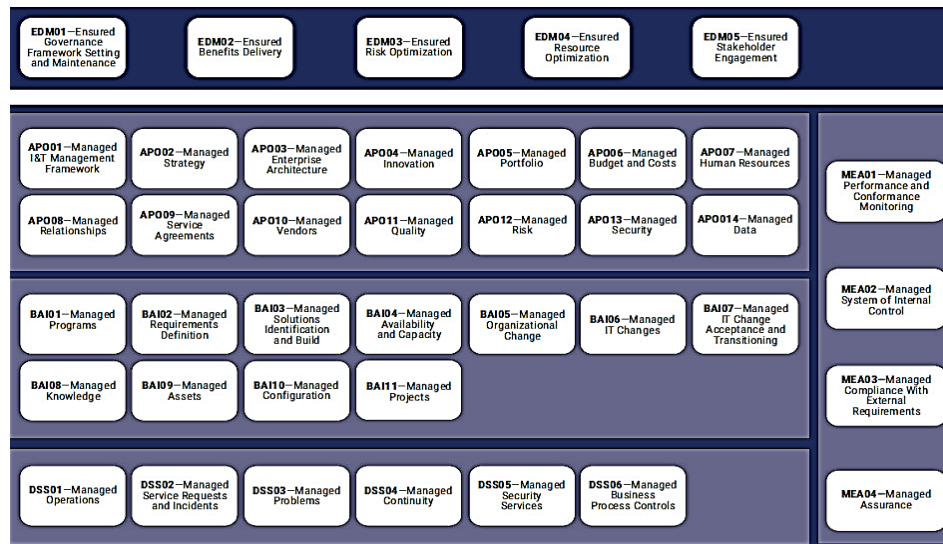 EDM01—Ensured
Governance
Framework Setting
and Maintenance
EDM02—Ensured
Benefits Delivery
EDM03—Ensured
Risk Optimization
EDM04—Ensured
Resource
Optimization
EDM05—Ensured
Stakeholder
Engagement
APO01—Managed
I&T Management
Framework
APO02—Managed
Strategy
APO03—Managed
Enterprise
Architecture
APO04—Managed
Innovation
APO05—Managed
Portfolio
APO06—Managed
Budget and Costs
APO07—Managed
Human Resources
APO08—Managed
Relationships
APO09—Managed
Service
Agreements
APO10—Managed
Vendors
APO11—Managed
Quality
APO12—Managed
Risk
APO13—Managed
Security
APO014—Managed
Data
BAI01—Managed
Programs
BAI02—Managed
Requirements
Definition
BAI03—Managed
Solutions
Identification
and Build
BAI04—Managed
Availability
and Capacity
BAI05—Managed
Organizational
Change
BAI06—Managed
IT Changes
BAI07—Managed
IT Change
Acceptance and
Transitioning
BAI08—Managed
Knowledge
BAI09—Managed
Assets
BAI10—Managed
Configuration
BAI11—Managed
Projects
DSS01—Managed
Operations
DSS02—Managed
Service Requests
and Incidents
DSS03—Managed
Problems
DSS04—Managed
Continuity
DSS05—Managed
Security
Services
DSS06—Managed
Business
Process Controls
MEA01—Managed
Performance and
Conformance
Monitoring
MEA02—Managed
System of Internal
Control
MEA03—Managed
Compliance With
External
Requirements
MEA04—Managed
Assurance